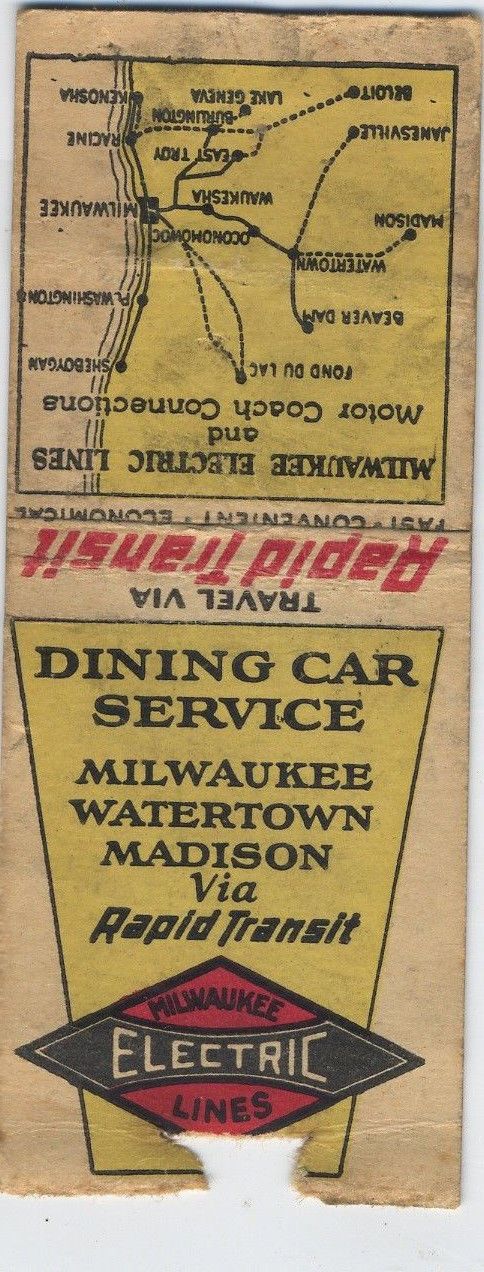 DINING CAR
SERVICE
MILWAUKEE
WATERTOWN
MADISON
Via
Rapid Transit
MILWAUKEE
ELECTRIC
LINES
TRAVEL VIA
Rapid Transit
FAST · CONVENIENT · ECONOMICAL
MILWAUKEE ELECTRIC LINES
and
Motor Coach Connections
FOND DU LAC
SHEBOYGAN
BEAVER DAM
PT. WASHINGTON
WATERTOWN
MADISON
OCONOMOWOC
MILWAUKEE
WAUKESHA
EAST TROY
JANESVILLE
RACINE
BURLINGTON
BELOIT
LAKE GENEVA
KENOSHA